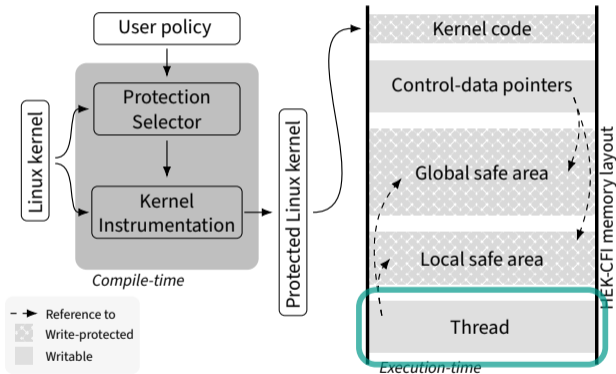 User policy
Protection
Selector
Linux kernel
Kernel
Instrumentation
Compile-time
Protected Linux kernel
Reference to
Write-protected
Writable
Kernel code
Control-data pointers
Global safe area
Local safe area
Thread
Execution-time
HEK-CFI memory layout